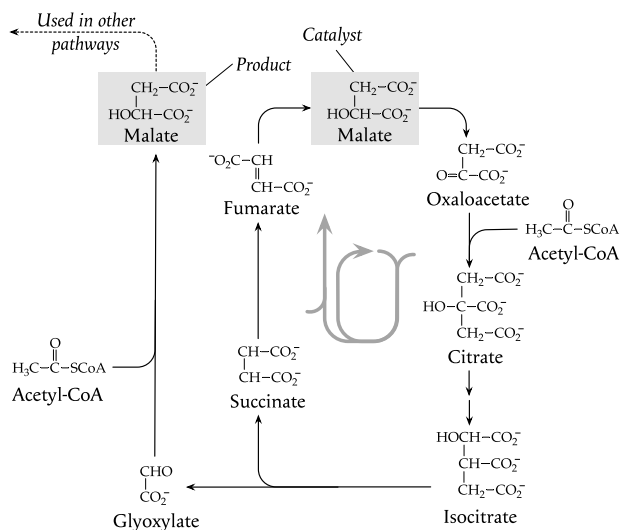 Used in other
pathways
Catalyst
Product
CH₂–CO₂⁻
HOCH–CO₂⁻
Malate
CH₂–CO₂⁻
HOCH–CO₂⁻
Malate
⁻O₂C–CH
CH–CO₂⁻
Fumarate
CH₂–CO₂⁻
O=C–CO₂⁻
Oxaloacetate
O
H₃C–C–SCoA
Acetyl-CoA
CH₂–CO₂⁻
HO–C–CO₂⁻
CH₂–CO₂⁻
Citrate
O
H₃C–C–SCoA
Acetyl-CoA
CH–CO₂⁻
CH–CO₂⁻
Succinate
HOCH–CO₂⁻
CH–CO₂⁻
CH₂–CO₂⁻
Isocitrate
CHO
CO₂⁻
Glyoxylate